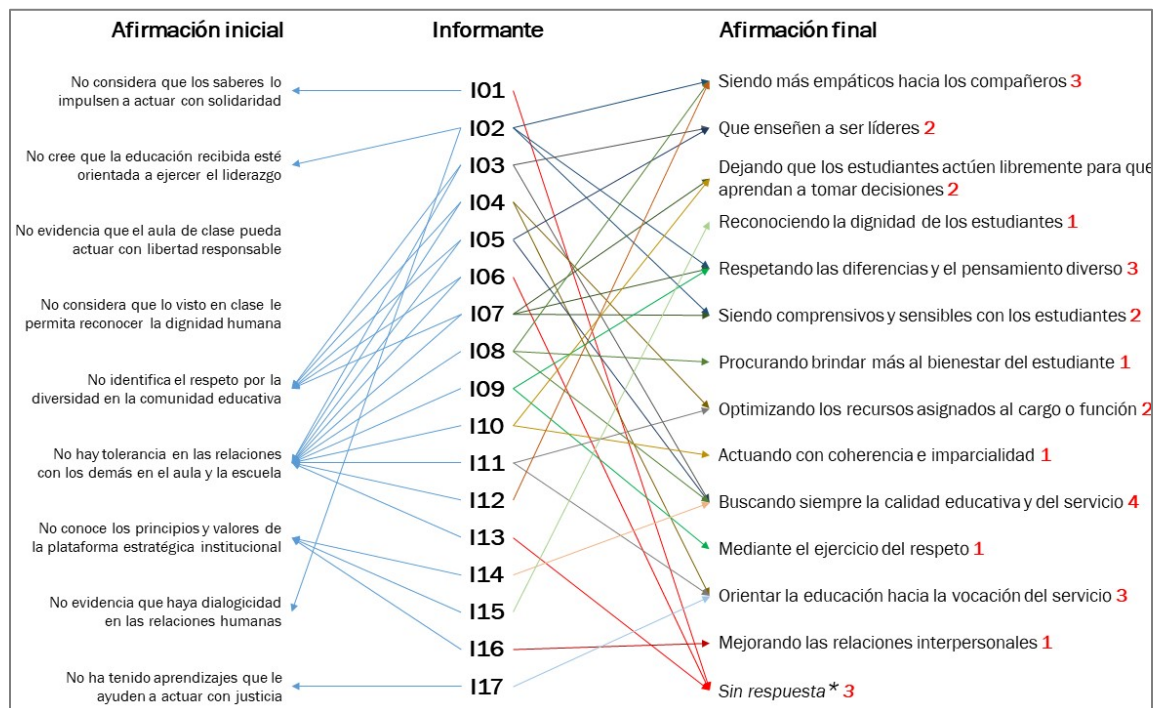 Afirmación inicial
Informante
Afirmación final
No considera que los saberes lo
impulsen a actuar con solidaridad
No cree que la educación recibida esté
orientada a ejercer el liderazgo
No evidencia que el aula de clase pueda
actuar con libertad responsable
No considera que lo visto en clase le
permita reconocer la dignidad humana
No identifica el respeto por la
diversidad en la comunidad educativa
No hay tolerancia en las relaciones
con los demás en el aula y la escuela
No conoce los principios y valores de
la plataforma estratégica institucional
No evidencia que haya dialogicidad
en las relaciones humanas
No ha tenido aprendizajes que le
ayuden a actuar con justicia
I01
I02
I03
I04
I05
I06
I07
I08
I09
I10
I11
I12
I13
I14
I15
I16
I17
Siendo más empáticos hacia los compañeros 3
Que enseñen a ser líderes 2
Dejando que los estudiantes actúen libremente para que
aprendan a tomar decisiones 2
Reconociendo la dignidad de los estudiantes 1
Respetando las diferencias y el pensamiento diverso 3
Siendo comprensivos y sensibles con los estudiantes 2
Procurando brindar más al bienestar del estudiante 1
Optimizando los recursos asignados al cargo o función 2
Actuando con coherencia e imparcialidad 1
Buscando siempre la calidad educativa y del servicio 4
Mediante el ejercicio del respeto 1
Orientar la educación hacia la vocación del servicio 3
Mejorando las relaciones interpersonales 1
Sin respuesta* 3